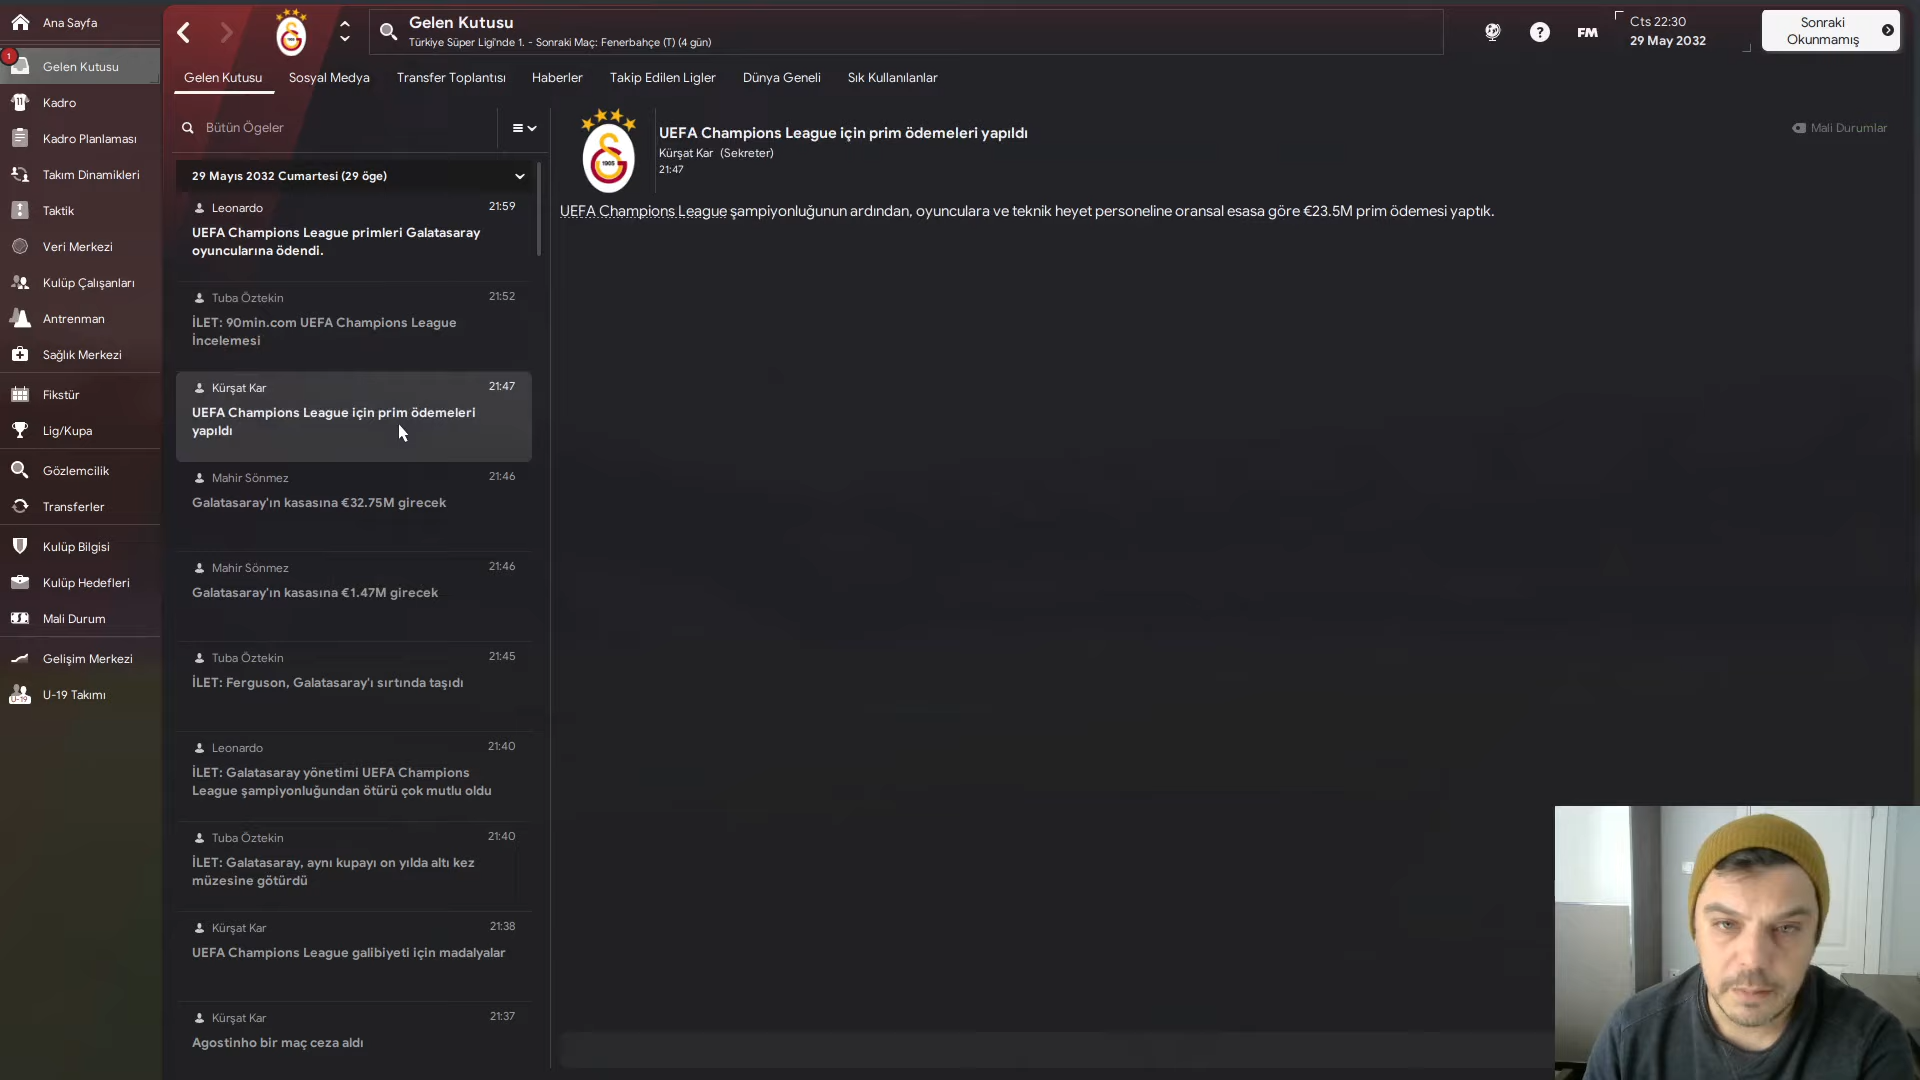 Ana Sayfa
1
Gelen Kutusu
Kadro
Kadro Planlaması
Takım Dinamikleri
Taktik
Veri Merkezi
Kulüp Çalışanları
Antrenman
Sağlık Merkezi
Fikstür
Lig/Kupa
Gözlemcilik
Transferler
Kulüp Bilgisi
Kulüp Hedefleri
Mali Durum
Gelişim Merkezi
U-19
U-19 Takımı
Gelen Kutusu
Türkiye Süper Ligi'nde 1. - Sonraki Maç: Fenerbahçe (T) (4 gün)
FM
Cts 22:30
29 May 2032
Sonraki
Okunmamış
Gelen Kutusu
Sosyal Medya
Transfer Toplantısı
Haberler
Takip Edilen Ligler
Dünya Geneli
Sık Kullanılanlar
Bütün Ögeler
29 Mayıs 2032 Cumartesi (29 öge)
Leonardo 21:59
UEFA Champions League primleri Galatasaray
oyuncularına ödendi.
Tuba Öztekin 21:52
İLET: 90min.com UEFA Champions League
İncelemesi
Kürşat Kar 21:47
UEFA Champions League için prim ödemeleri
yapıldı
Mahir Sönmez 21:46
Galatasaray'ın kasasına €32.75M girecek
Mahir Sönmez 21:46
Galatasaray'ın kasasına €1.47M girecek
Tuba Öztekin 21:45
İLET: Ferguson, Galatasaray'ı sırtında taşıdı
Leonardo 21:40
İLET: Galatasaray yönetimi UEFA Champions
League şampiyonluğundan ötürü çok mutlu oldu
Tuba Öztekin 21:40
İLET: Galatasaray, aynı kupayı on yılda altı kez
müzesine götürdü
Kürşat Kar 21:38
UEFA Champions League galibiyeti için madalyalar
Kürşat Kar 21:37
Agostinho bir maç ceza aldı
1905
UEFA Champions League için prim ödemeleri yapıldı
Kürşat Kar (Sekreter)
21:47
Mali Durumlar
UEFA Champions League şampiyonluğunun ardından, oyunculara ve teknik heyet personeline oransal esasa göre €23.5M prim ödemesi yaptık.